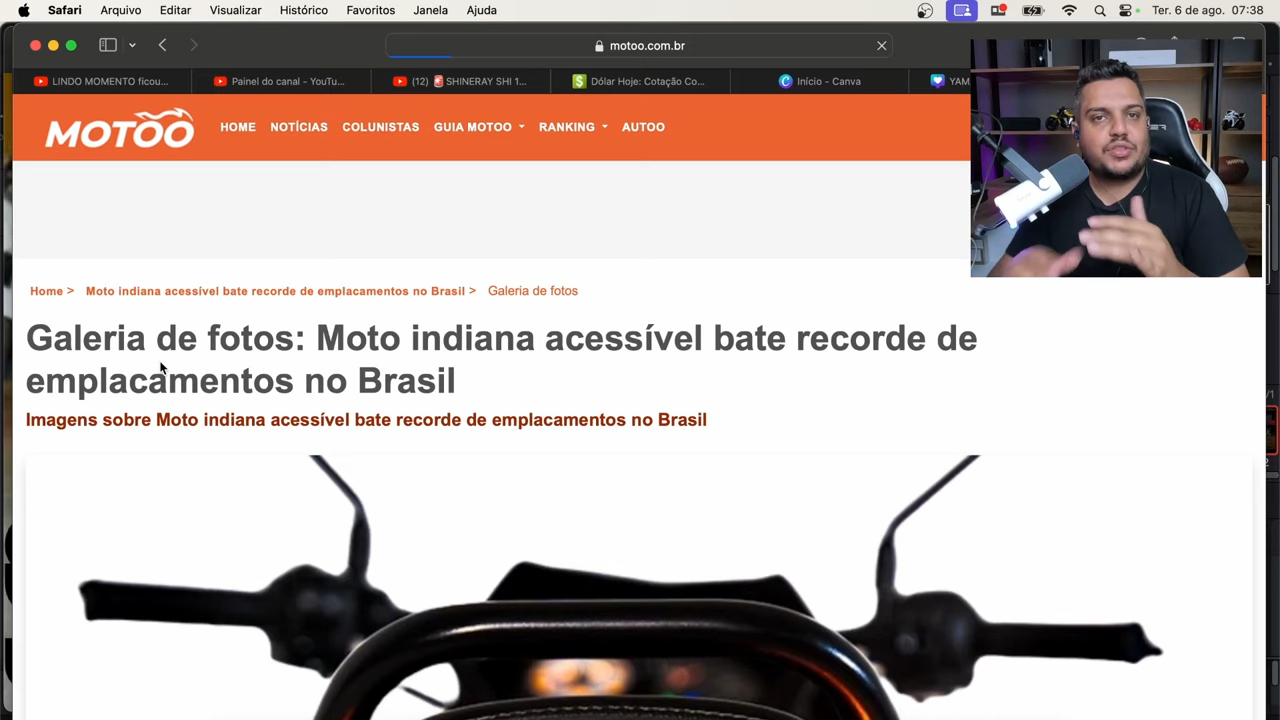 Safari Arquivo Editar Visualizar Histórico Favoritos Janela Ajuda Ter. 6 de ago. 07:38
motoo.com.br
LINDO MOMENTO ficou... Painel do canal - YouTu... (12) 🚨 SHINERAY SHI 1... Dólar Hoje: Cotação Co... Início - Canva YAM
MOTOO HOME NOTÍCIAS COLUNISTAS GUIA MOTOO RANKING AUTOO
Home > Moto indiana acessível bate recorde de emplacamentos no Brasil > Galeria de fotos
Galeria de fotos: Moto indiana acessível bate recorde de
emplacamentos no Brasil
Imagens sobre Moto indiana acessível bate recorde de emplacamentos no Brasil